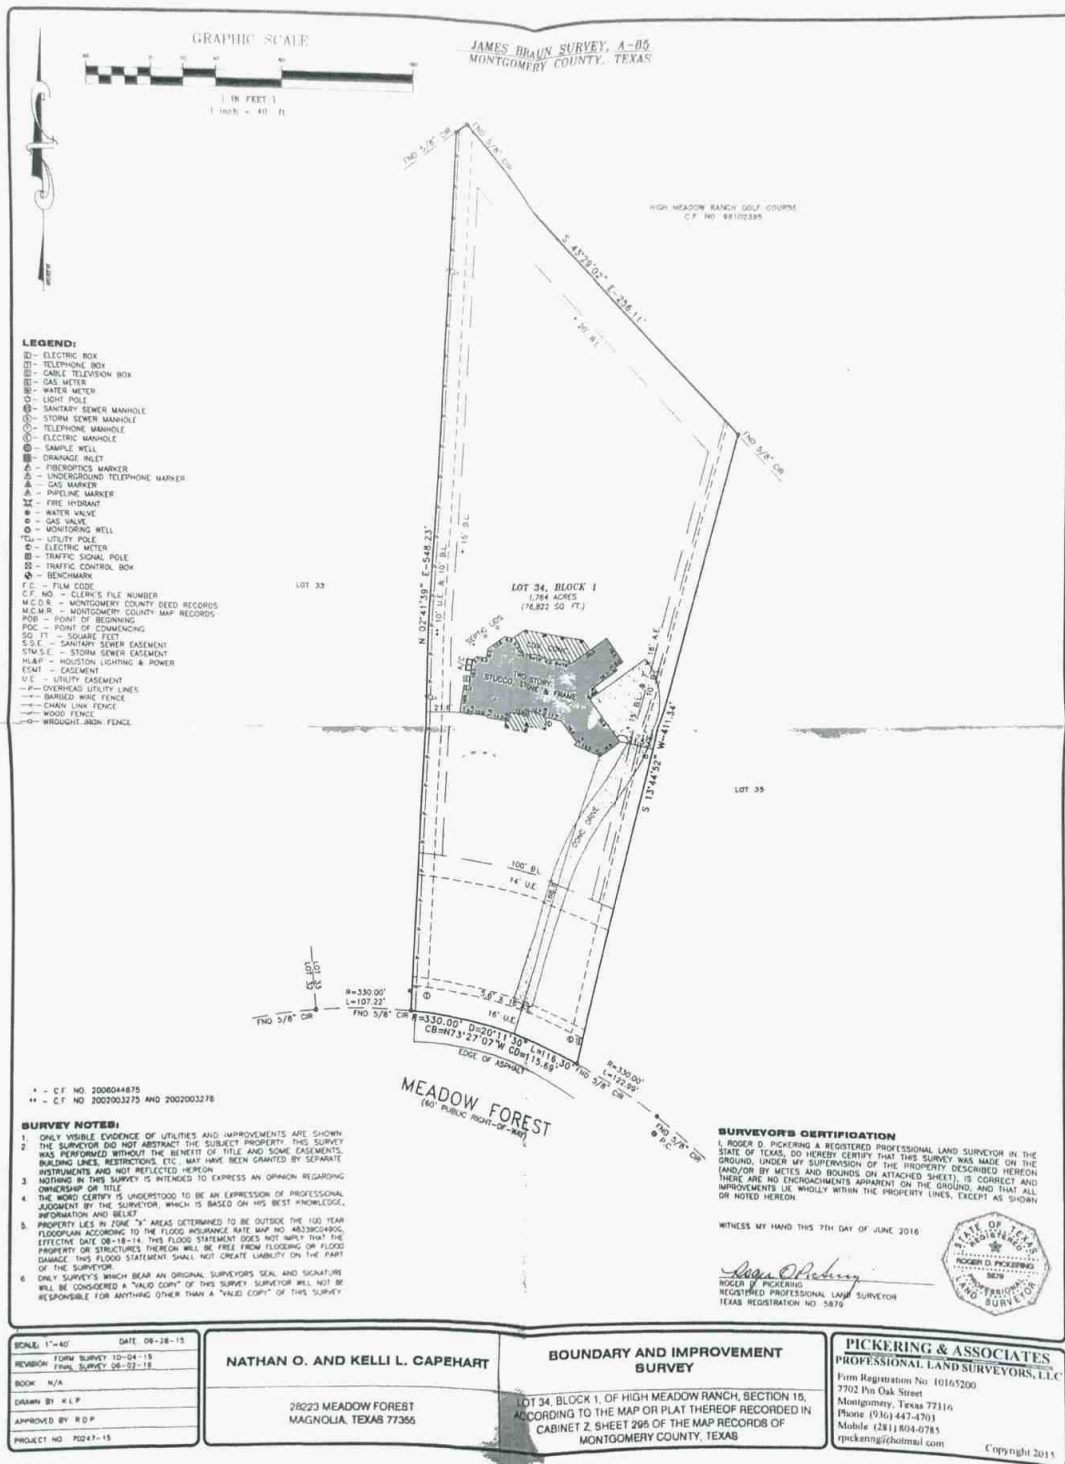 GRAPHIC SCALE
( IN FEET )
1 inch = 40 ft.
JAMES BRAUN SURVEY, A-85
MONTGOMERY COUNTY, TEXAS
FND 5/8" CIR
FND 5/8" CIR
HIGH MEADOW RANCH GOLF COURSE
C.F. NO. 98102385
S 43°29'02" E-256.11'
* 20' B.L.
FND 5/8" CIR
LEGEND:
- ELECTRIC BOX
- TELEPHONE BOX
- CABLE TELEVISION BOX
- GAS METER
- WATER METER
- LIGHT POLE
- SANITARY SEWER MANHOLE
- STORM SEWER MANHOLE
- TELEPHONE MANHOLE
- ELECTRIC MANHOLE
- SAMPLE WELL
- DRAINAGE INLET
- FIBEROPTICS MARKER
- UNDERGROUND TELEPHONE MARKER
- GAS MARKER
- PIPELINE MARKER
- FIRE HYDRANT
- WATER VALVE
- GAS VALVE
- MONITORING WELL
- UTILITY POLE
- ELECTRIC METER
- TRAFFIC SIGNAL POLE
- TRAFFIC CONTROL BOX
- BENCHMARK
F.C. - FILM CODE
C.F. NO. - CLERK'S FILE NUMBER
M.C.D.R. - MONTGOMERY COUNTY DEED RECORDS
M.C.M.R. - MONTGOMERY COUNTY MAP RECORDS
POB - POINT OF BEGINNING
POC - POINT OF COMMENCING
SQ. FT. - SQUARE FEET
S.S.E. - SANITARY SEWER EASEMENT
STM.S.E. - STORM SEWER EASEMENT
HL&P - HOUSTON LIGHTING & POWER
ESMT - EASEMENT
U.E. - UTILITY EASEMENT
—P— OVERHEAD UTILITY LINES
BARBED WIRE FENCE
CHAIN LINK FENCE
WOOD FENCE
WROUGHT IRON FENCE
LOT 33
N 02°41'39" E-548.23'
** 10' U.E. & 10' B.L.
* 15' B.L.
LOT 34, BLOCK 1
1.764 ACRES
(76,822 SQ. FT.)
SEPTIC LIDS
A/C
COV. CONC.
TWO STORY
STUCCO, STONE & FRAME
21.6
S 13°44'52" W-411.34'
LOT 35
CONC. DRIVE
100' B.L.
14' U.E.
LOT 33
LOT 32
R=330.00'
L=107.22'
FND 5/8" CIR
FND 5/8" CIR
16' U.E.
R=330.00' D=20°11'30" L=116.30'
CB=N73°27'07"W CD=115.69'
EDGE OF ASPHALT
FND 5/8" CIR
R=330.00'
L=122.99'
FND 5/8" CIR
@ P.C.
MEADOW FOREST
(60' PUBLIC RIGHT-OF-WAY)
* - C.F. NO. 2006044675
** - C.F. NO. 2002003275 AND 2002003276
SURVEY NOTES:
1. ONLY VISIBLE EVIDENCE OF UTILITIES AND IMPROVEMENTS ARE SHOWN
2. THE SURVEYOR DID NOT ABSTRACT THE SUBJECT PROPERTY. THIS SURVEY
WAS PERFORMED WITHOUT THE BENEFIT OF TITLE AND SOME EASEMENTS,
BUILDING LINES, RESTRICTIONS, ETC., MAY HAVE BEEN GRANTED BY SEPARATE
INSTRUMENTS AND NOT REFLECTED HEREON
3. NOTHING IN THIS SURVEY IS INTENDED TO EXPRESS AN OPINION REGARDING
OWNERSHIP OR TITLE
4. THE WORD CERTIFY IS UNDERSTOOD TO BE AN EXPRESSION OF PROFESSIONAL
JUDGMENT BY THE SURVEYOR, WHICH IS BASED ON HIS BEST KNOWLEDGE,
INFORMATION AND BELIEF
5. PROPERTY LIES IN ZONE "X" AREAS DETERMINED TO BE OUTSIDE THE 100 YEAR
FLOODPLAIN ACCORDING TO THE FLOOD INSURANCE RATE MAP NO. 48339C0490G,
EFFECTIVE DATE 08-18-14. THIS FLOOD STATEMENT DOES NOT IMPLY THAT THE
PROPERTY OR STRUCTURES THEREON WILL BE FREE FROM FLOODING OR FLOOD
DAMAGE. THIS FLOOD STATEMENT SHALL NOT CREATE LIABILITY ON THE PART
OF THE SURVEYOR.
6. ONLY SURVEY'S WHICH BEAR AN ORIGINAL SURVEYORS SEAL AND SIGNATURE
WILL BE CONSIDERED A "VALID COPY" OF THIS SURVEY. SURVEYOR WILL NOT BE
RESPONSIBLE FOR ANYTHING OTHER THAN A "VALID COPY" OF THIS SURVEY
SURVEYOR'S CERTIFICATION
I, ROGER D. PICKERING A REGISTERED PROFESSIONAL LAND SURVEYOR IN THE
STATE OF TEXAS, DO HEREBY CERTIFY THAT THIS SURVEY WAS MADE ON THE
GROUND, UNDER MY SUPERVISION OF THE PROPERTY DESCRIBED HEREON
(AND/OR BY METES AND BOUNDS ON ATTACHED SHEET), IS CORRECT AND
THERE ARE NO ENCROACHMENTS APPARENT ON THE GROUND, AND THAT ALL
IMPROVEMENTS LIE WHOLLY WITHIN THE PROPERTY LINES, EXCEPT AS SHOWN
OR NOTED HEREON.
WITNESS MY HAND THIS 7TH DAY OF JUNE 2016
Roger D Pickering
ROGER D. PICKERING
REGISTERED PROFESSIONAL LAND SURVEYOR
TEXAS REGISTRATION NO. 5879
STATE OF TEXAS
REGISTERED
ROGER D. PICKERING
5879
PROFESSIONAL
LAND SURVEYOR
SCALE: 1"=40' DATE: 09-28-15
REVISION: FORM SURVEY 10-04-15
FINAL SURVEY 06-02-16
BOOK N/A
DRAWN BY K.L.P
APPROVED BY R.D.P
PROJECT NO. 70247-15
NATHAN O. AND KELLI L. CAPEHART
28223 MEADOW FOREST
MAGNOLIA, TEXAS 77355
BOUNDARY AND IMPROVEMENT
SURVEY
LOT 34, BLOCK 1, OF HIGH MEADOW RANCH, SECTION 15,
ACCORDING TO THE MAP OR PLAT THEREOF RECORDED IN
CABINET Z, SHEET 295 OF THE MAP RECORDS OF
MONTGOMERY COUNTY, TEXAS
PICKERING & ASSOCIATES
PROFESSIONAL LAND SURVEYORS, LLC
Firm Registration No. 10165200
7702 Pin Oak Street
Montgomery, Texas 77316
Phone (936) 447-4703
Mobile (281) 804-0785
rpickering@hotmail.com
Copyright 2015